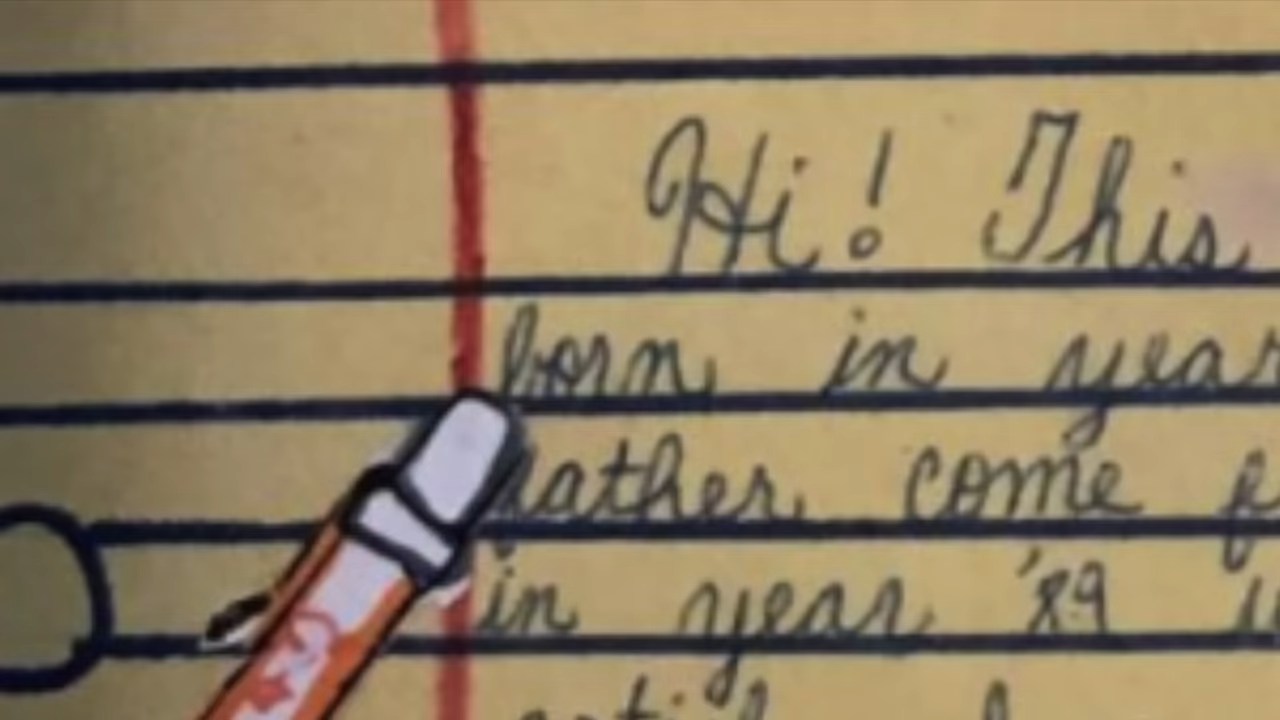 Hi! This
born in year
father come
in year '89